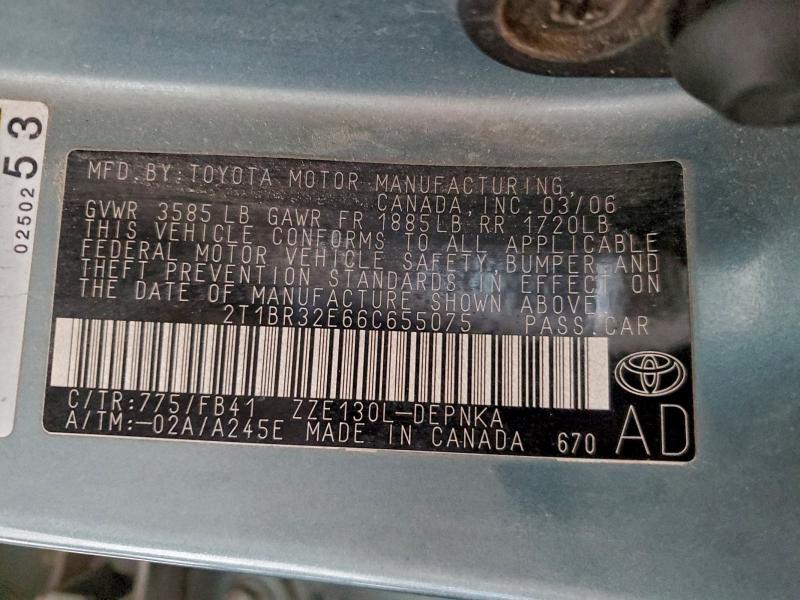 MFD. BY: TOYOTA MOTOR MANUFACTURING,
CANADA, INC. 03/06
GVWR 3585 LB GAWR FR 1885LB RR 1720LB
THIS VEHICLE CONFORMS TO ALL APPLICABLE
FEDERAL MOTOR VEHICLE SAFETY, BUMPER AND
THEFT PREVENTION STANDARDS IN EFFECT ON
THE DATE OF MANUFACTURE SHOWN ABOVE.
2T1BR32E66C655075 PASS. CAR
C/TR:775/FB41 ZZE130L-DEPNKA
A/TM:-02A/A245E MADE IN CANADA 670
AD
53
02502